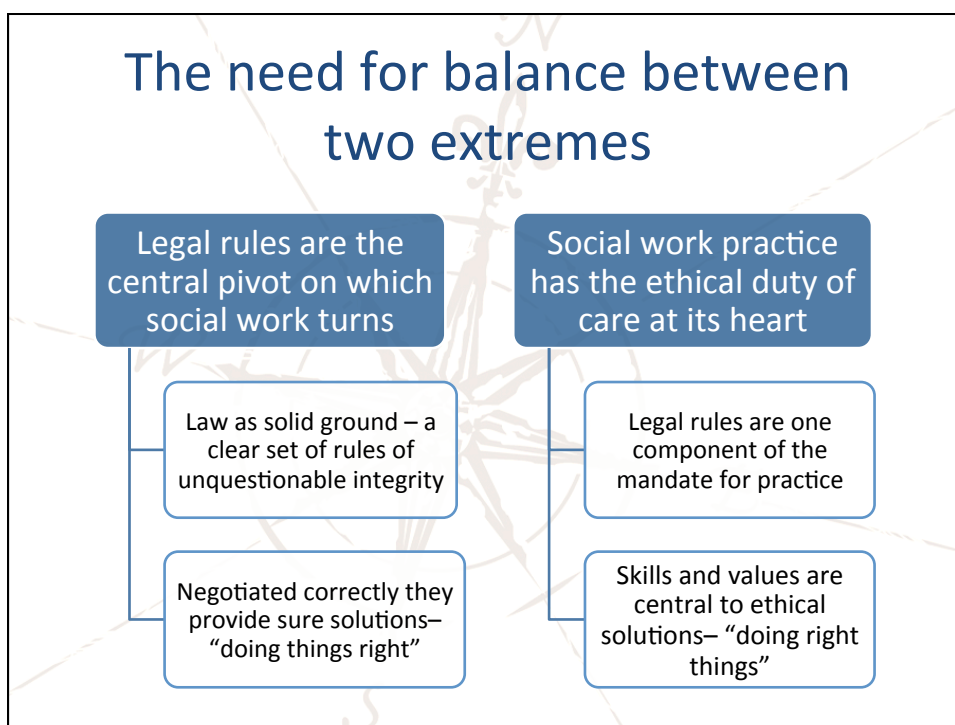 The need for balance between
two extremes
Legal rules are the
central pivot on which
social work turns
Law as solid ground – a
clear set of rules of
unquestionable integrity
Negotiated correctly they
provide sure solutions–
“doing things right”
Social work practice
has the ethical duty of
care at its heart
Legal rules are one
component of the
mandate for practice
Skills and values are
central to ethical
solutions– “doing right
things”
N
W
S